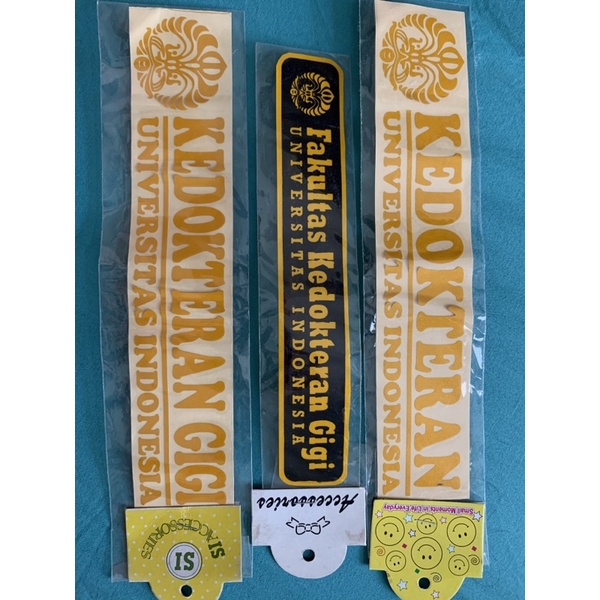 KEDOKTERAN GIGI
UNIVERSITAS INDONESIA
SI ACCESSORIES
SI
Fakultas Kedokteran Gigi
UNIVERSITAS INDONESIA
Accessories
KEDOKTERAN
UNIVERSITAS INDONESIA
Small Moments in Life Everyday